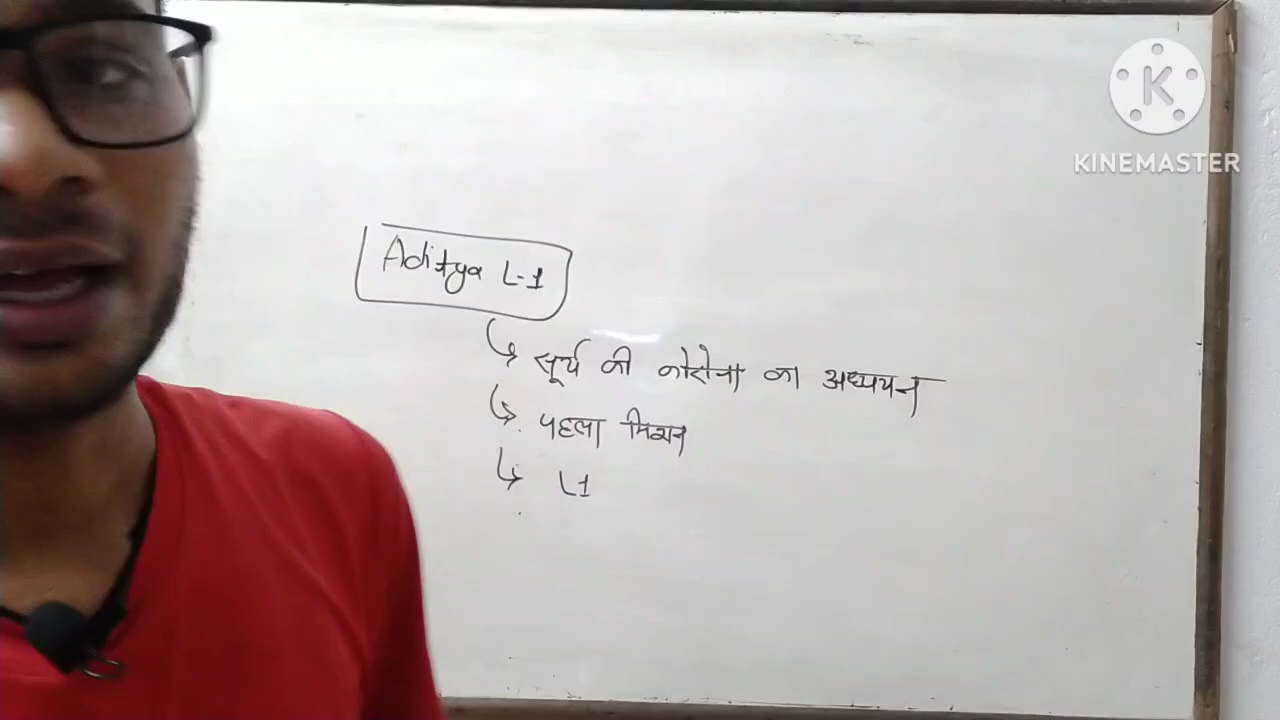 K
KINEMASTER
Aditya L-1
सूर्य की कोरोना का अध्ययन
पहला मिशन
L1